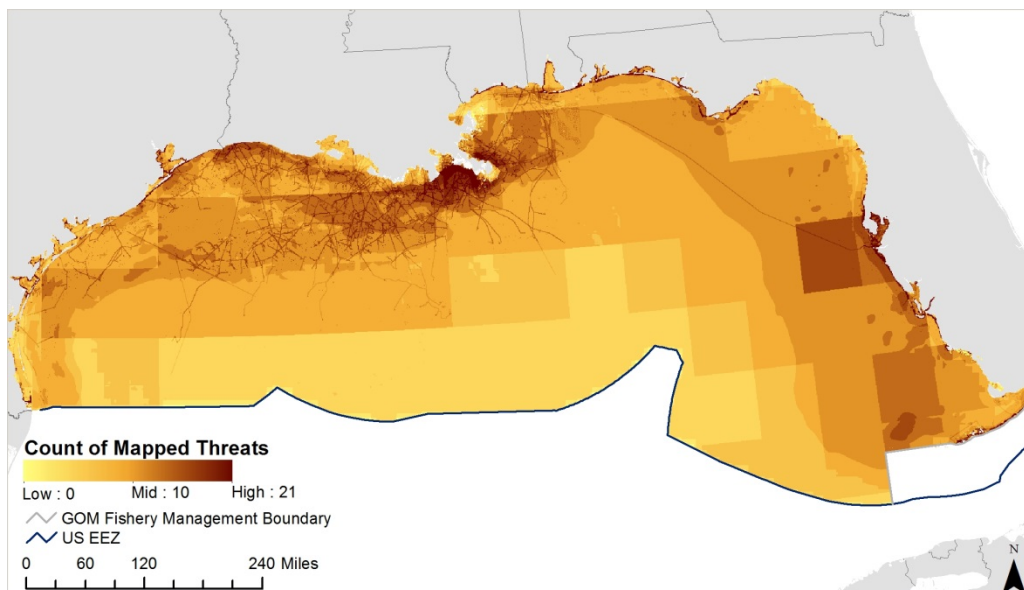 Count of Mapped Threats
Low : 0 Mid : 10 High : 21
GOM Fishery Management Boundary
US EEZ
0 60 120 240 Miles
N